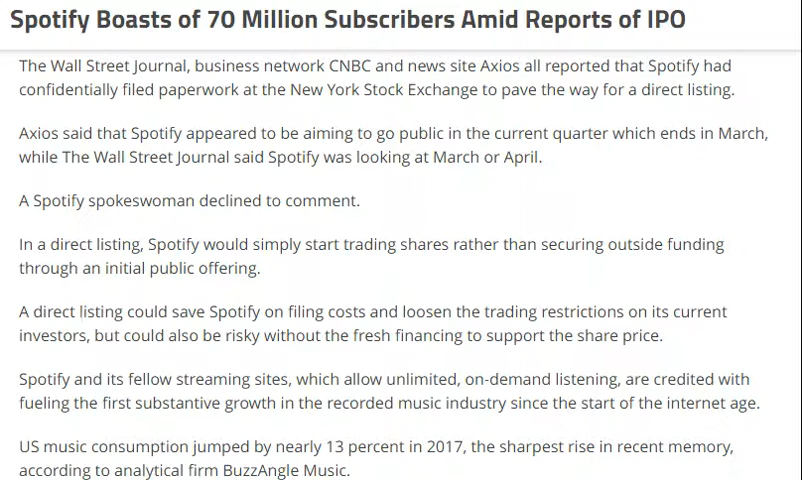 Spotify Boasts of 70 Million Subscribers Amid Reports of IPO
The Wall Street Journal, business network CNBC and news site Axios all reported that Spotify had
confidentially filed paperwork at the New York Stock Exchange to pave the way for a direct listing.
Axios said that Spotify appeared to be aiming to go public in the current quarter which ends in March,
while The Wall Street Journal said Spotify was looking at March or April.
A Spotify spokeswoman declined to comment.
In a direct listing, Spotify would simply start trading shares rather than securing outside funding
through an initial public offering.
A direct listing could save Spotify on filing costs and loosen the trading restrictions on its current
investors, but could also be risky without the fresh financing to support the share price.
Spotify and its fellow streaming sites, which allow unlimited, on-demand listening, are credited with
fueling the first substantive growth in the recorded music industry since the start of the internet age.
US music consumption jumped by nearly 13 percent in 2017, the sharpest rise in recent memory,
according to analytical firm BuzzAngle Music.